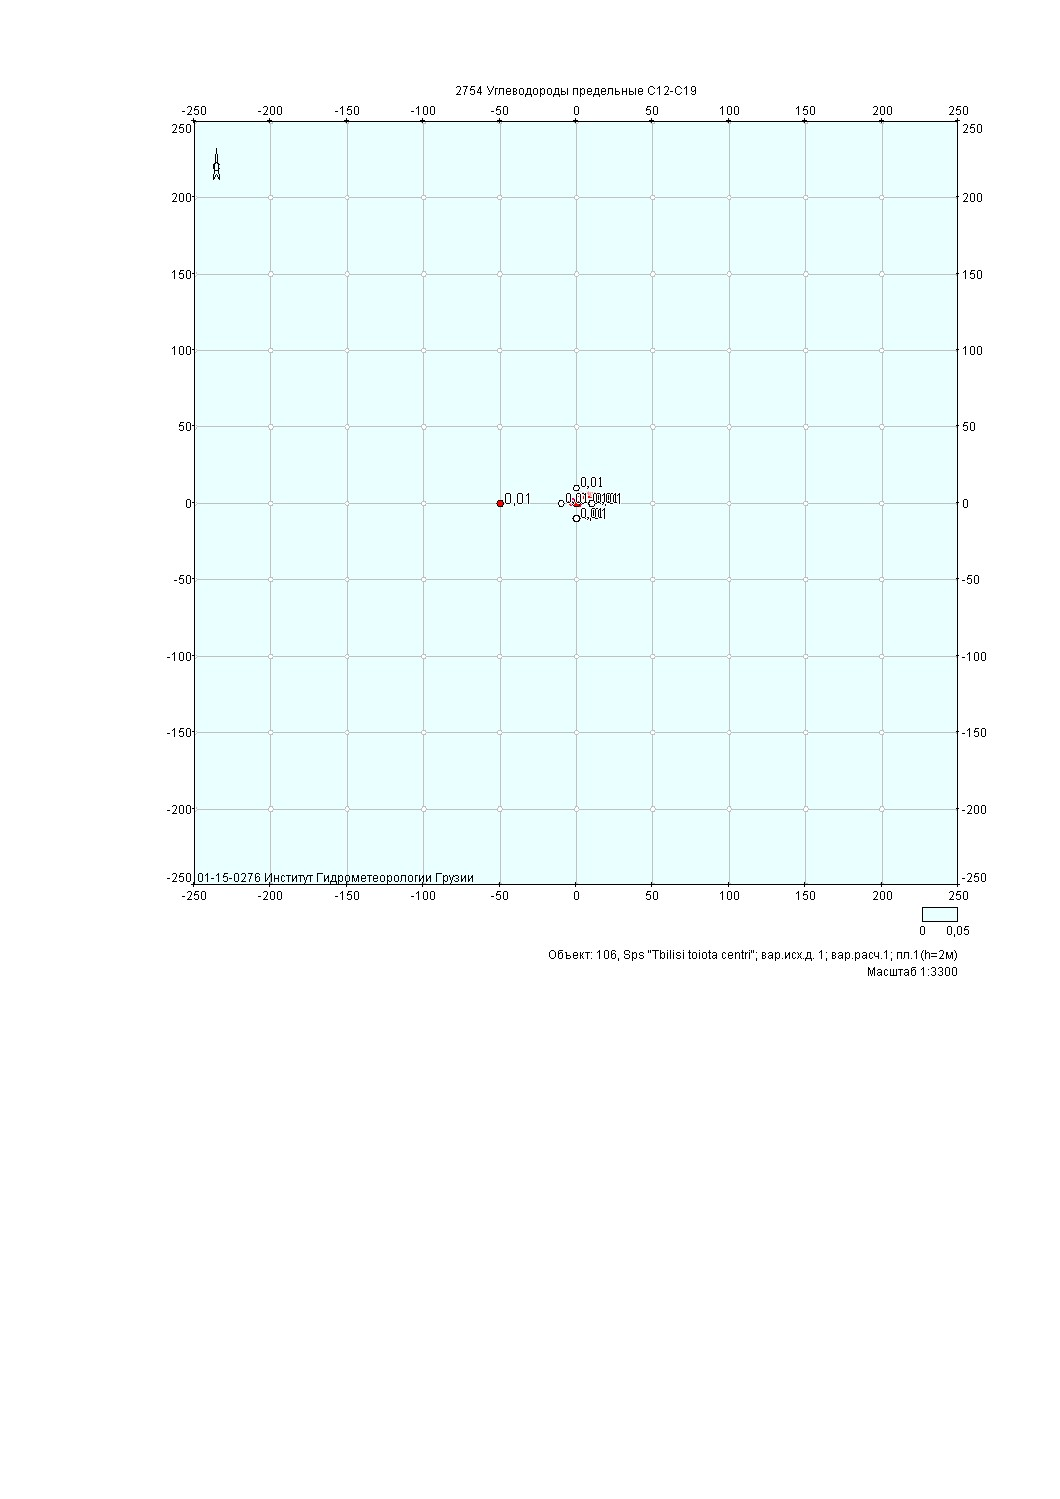 2754 Углеводороды предельные C12-C19
-250 -200 -150 -100 -50 0 50 100 150 200 250
250 250
200 200
150 150
100 100
50 50
0,01
0 0,01 0
-50 -50
-100 -100
-150 -150
-200 -200
-250 01-15-0276 Институт Гидрометеорологии Грузии -250
-250 -200 -150 -100 -50 0 50 100 150 200 250
0 0,05
Объект: 106, Sps "Tbilisi toiota centri"; вар.исх.д. 1; вар.расч.1; пл.1(h=2м)
Масштаб 1:3300